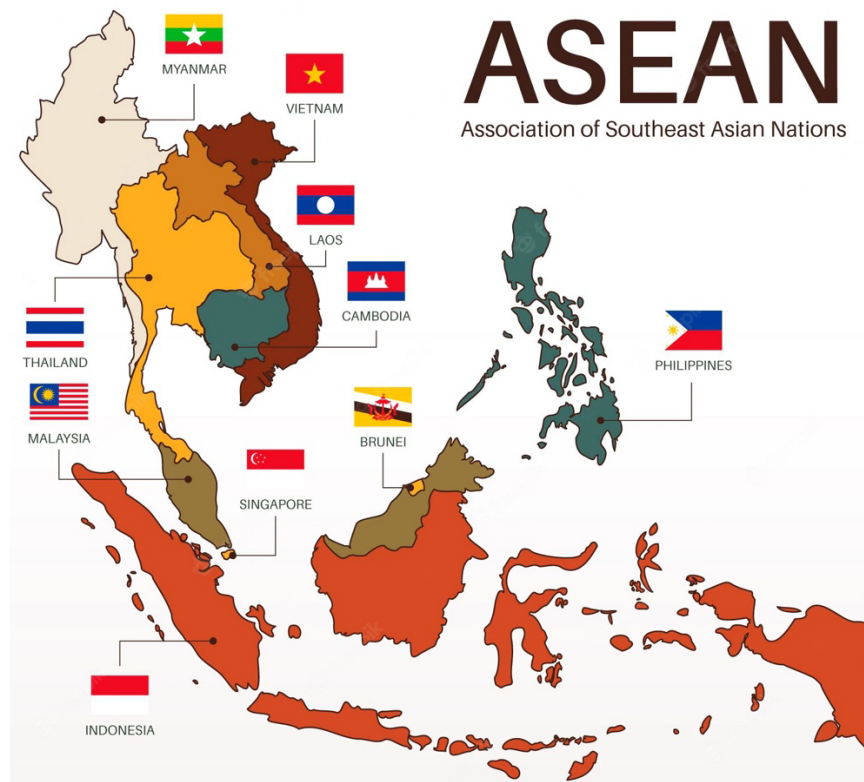 ASEAN
Association of Southeast Asian Nations
MYANMAR
VIETNAM
LAOS
CAMBODIA
THAILAND
PHILIPPINES
MALAYSIA
BRUNEI
SINGAPORE
INDONESIA